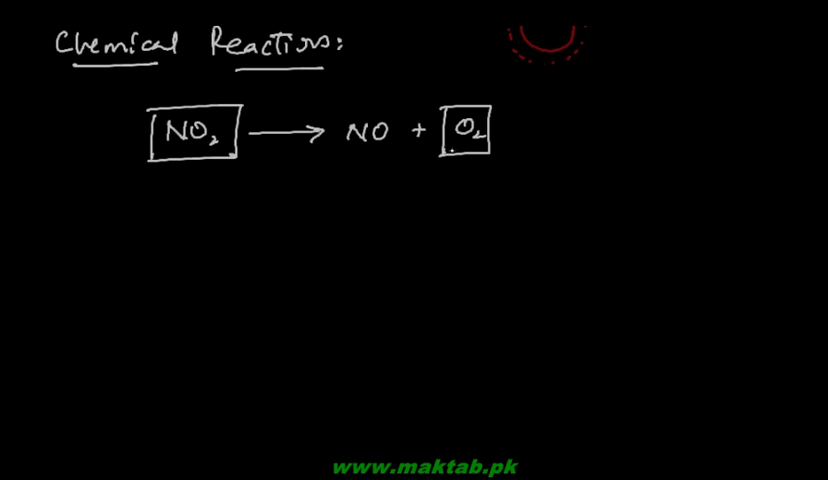 Chemical Reactions:
NO₂ → NO + O₂
www.maktab.pk